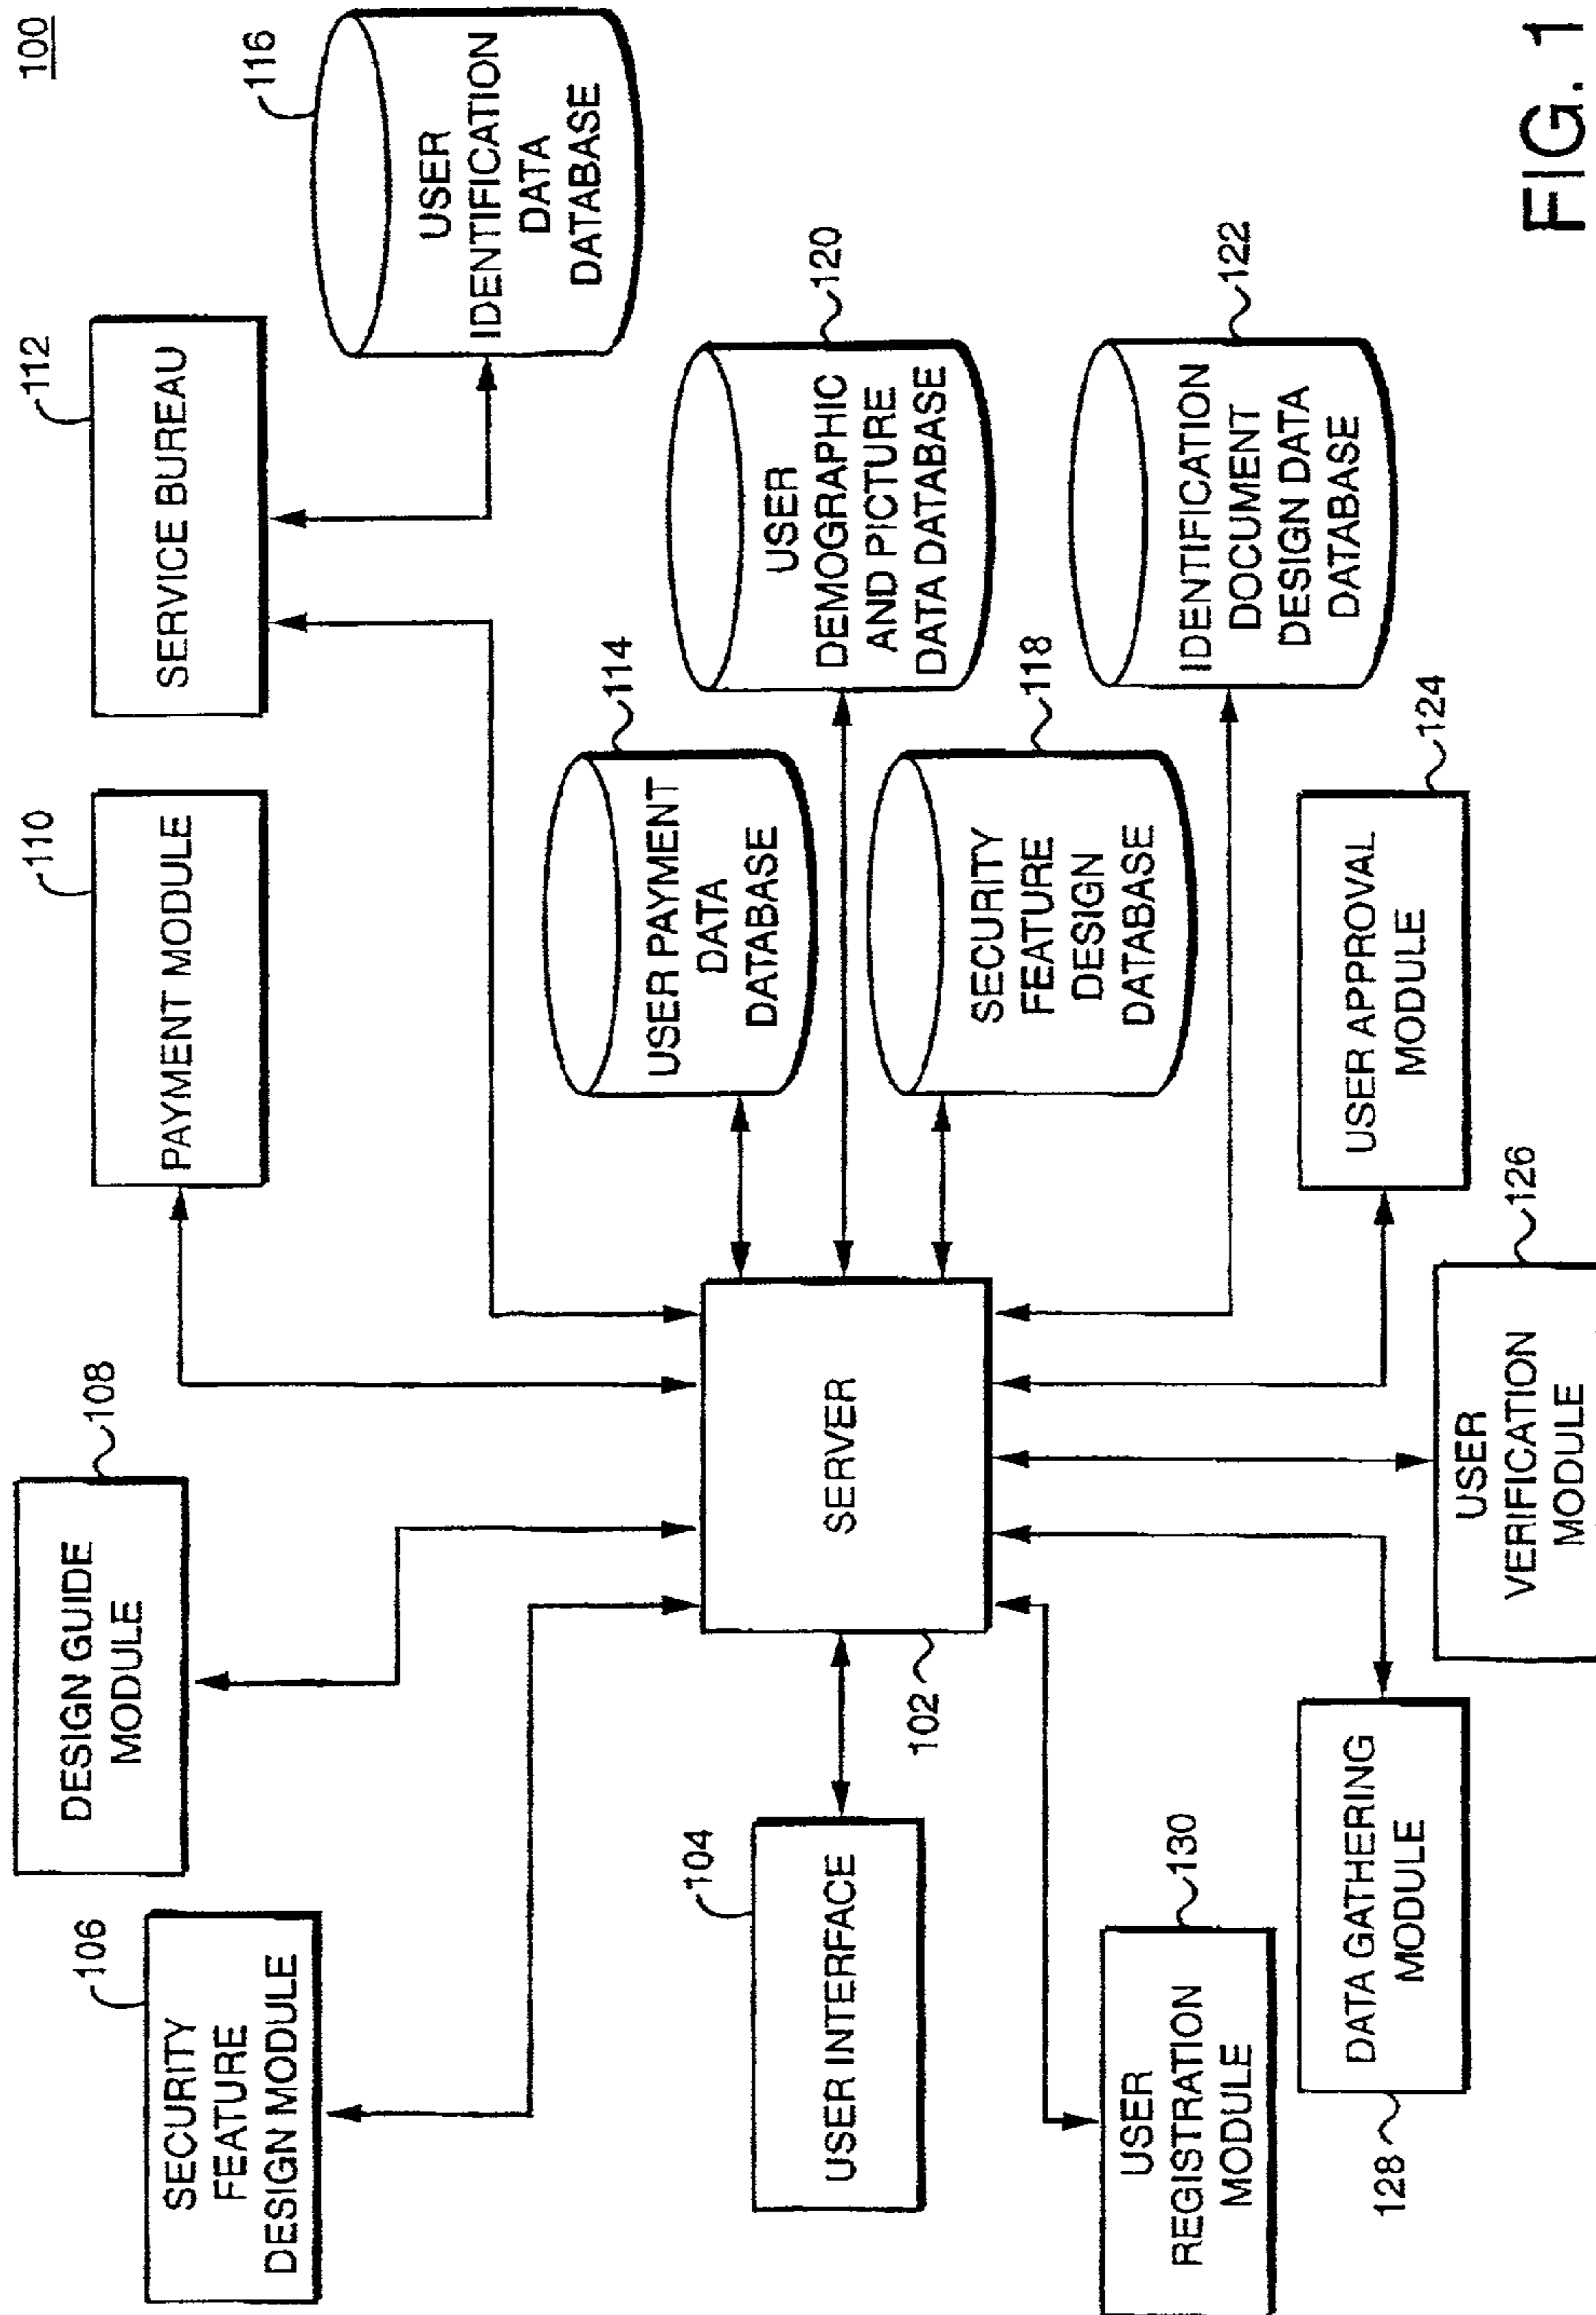 100
106
SECURITY
FEATURE
DESIGN MODULE
DESIGN GUIDE
MODULE
108
110
PAYMENT MODULE
112
SERVICE BUREAU
116
USER
IDENTIFICATION
DATA
DATABASE
104
USER INTERFACE
SERVER
102
114
USER PAYMENT
DATA
DATABASE
120
USER
DEMOGRAPHIC
AND PICTURE
DATA DATABASE
118
SECURITY
FEATURE
DESIGN
DATABASE
122
IDENTIFICATION
DOCUMENT
DESIGN DATA
DATABASE
130
USER
REGISTRATION
MODULE
128
DATA GATHERING
MODULE
126
USER
VERIFICATION
MODULE
124
USER APPROVAL
MODULE
FIG. 1